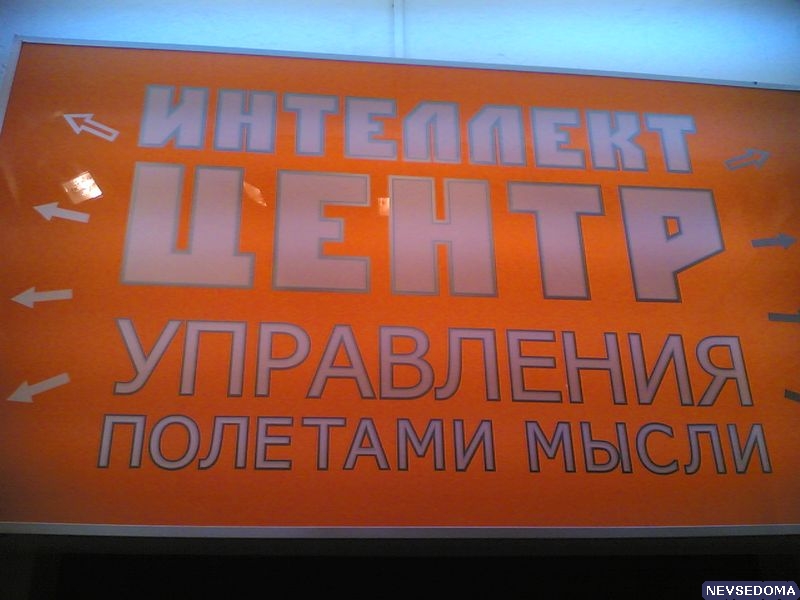 ИНТЕЛЛЕКТ
ЦЕНТР
УПРАВЛЕНИЯ
ПОЛЕТАМИ МЫСЛИ
NEVSEDOMA